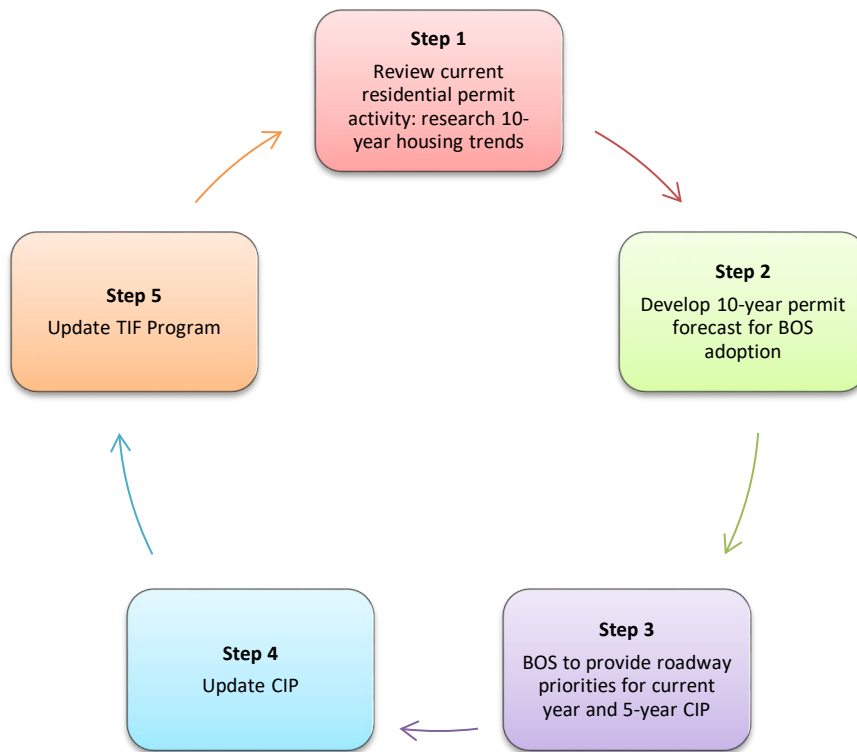 Step 1
Review current
residential permit
activity: research 10-
year housing trends
Step 2
Develop 10-year permit
forecast for BOS
adoption
Step 3
BOS to provide roadway
priorities for current
year and 5-year CIP
Step 4
Update CIP
Step 5
Update TIF Program